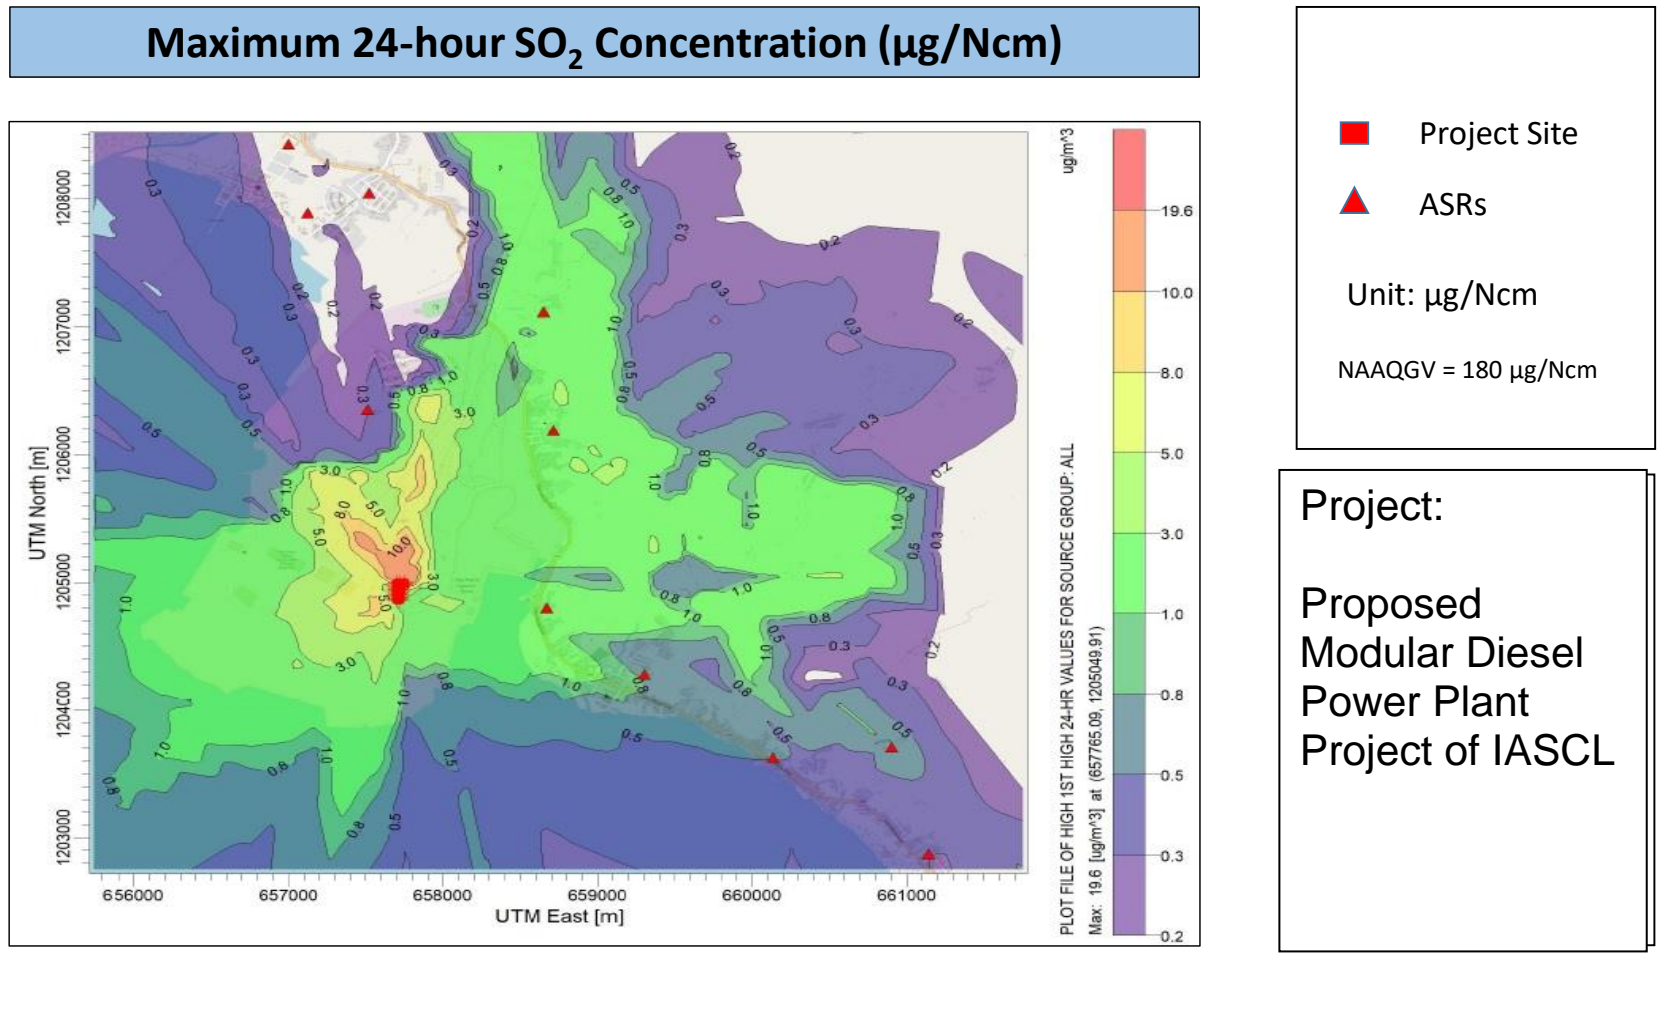 Maximum 24-hour SO2 Concentration (µg/Ncm)
Project Site
ASRs
Unit: µg/Ncm
NAAQGV = 180 µg/Ncm
Project:
Proposed
Modular Diesel
Power Plant
Project of IASCL
UTM North [m]
1208000
1207000
1206000
1205000
1204000
1203000
656000
657000
658000
659000
660000
661000
UTM East [m]
PLOT FILE OF HIGH 1ST HIGH 24-HR VALUES FOR SOURCE GROUP: ALL
Max: 19.6 [ug/m^3] at (657765.09, 1205049.91)
ug/m^3
19.6
10.0
8.0
5.0
3.0
1.0
0.8
0.5
0.3
0.2